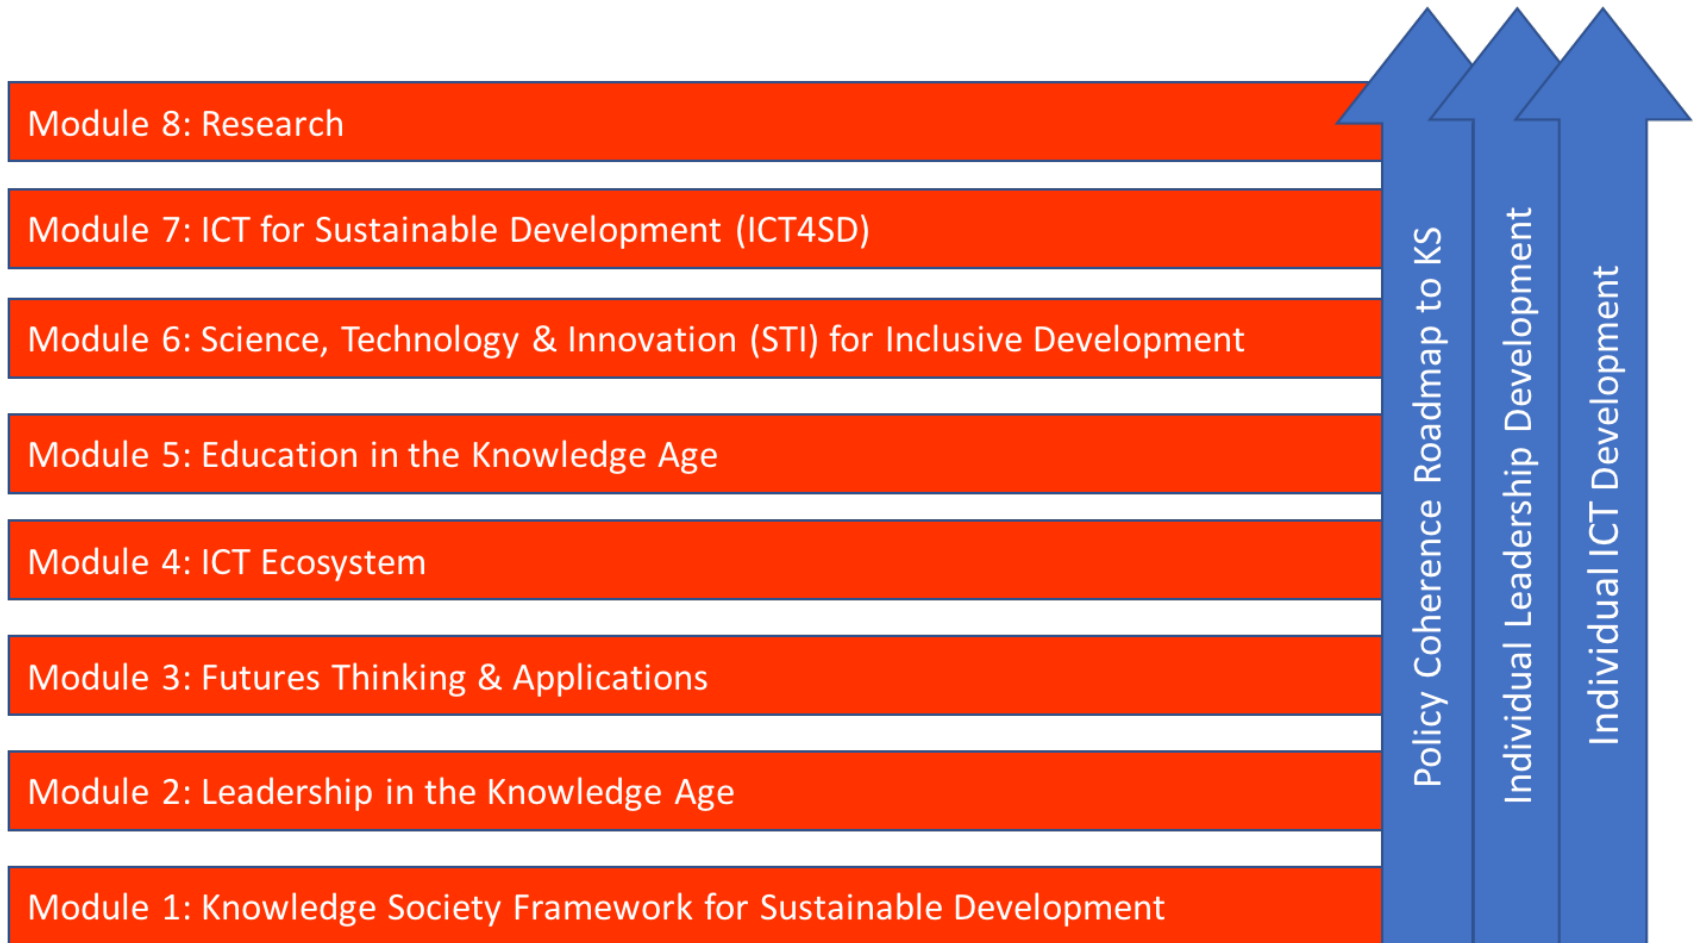 Module 8: Research
Module 7: ICT for Sustainable Development (ICT4SD)
Module 6: Science, Technology & Innovation (STI) for Inclusive Development
Module 5: Education in the Knowledge Age
Module 4: ICT Ecosystem
Module 3: Futures Thinking & Applications
Module 2: Leadership in the Knowledge Age
Module 1: Knowledge Society Framework for Sustainable Development
Policy Coherence Roadmap to KS
Individual Leadership Development
Individual ICT Development